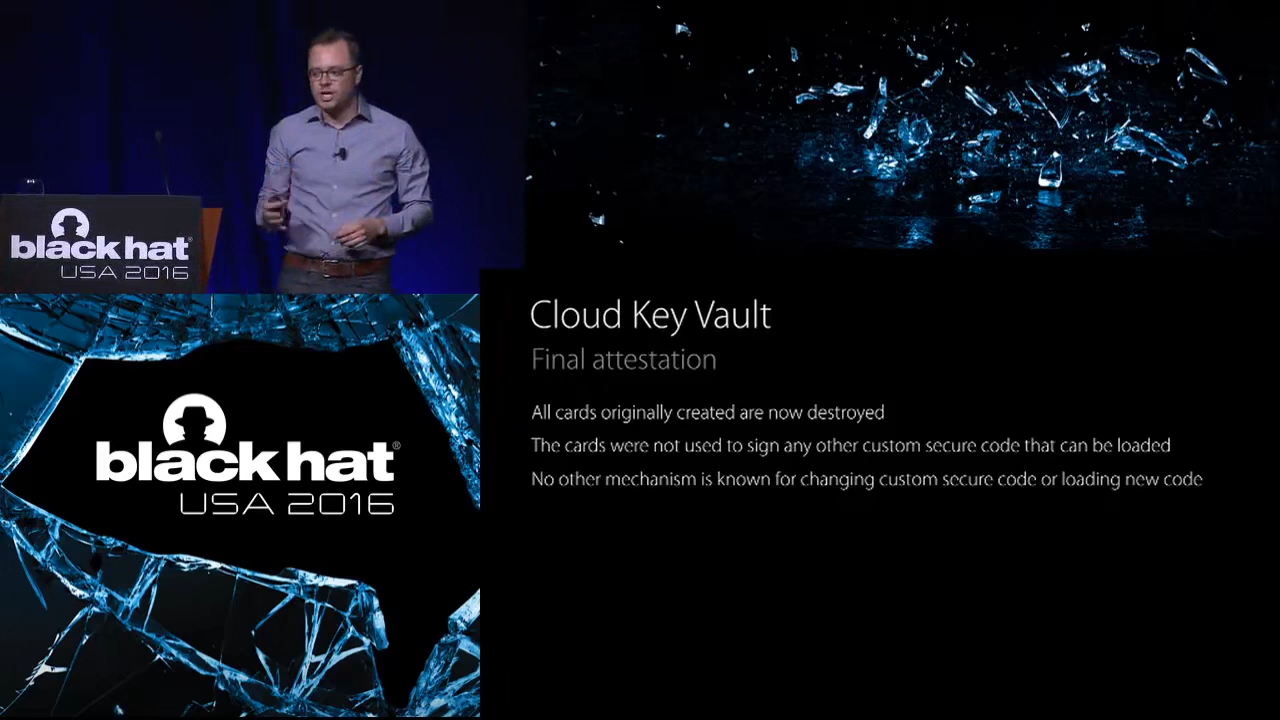 black hat®
USA 2016
black hat®
USA 2016
Cloud Key Vault
Final attestation
All cards originally created are now destroyed
The cards were not used to sign any other custom secure code that can be loaded
No other mechanism is known for changing custom secure code or loading new code